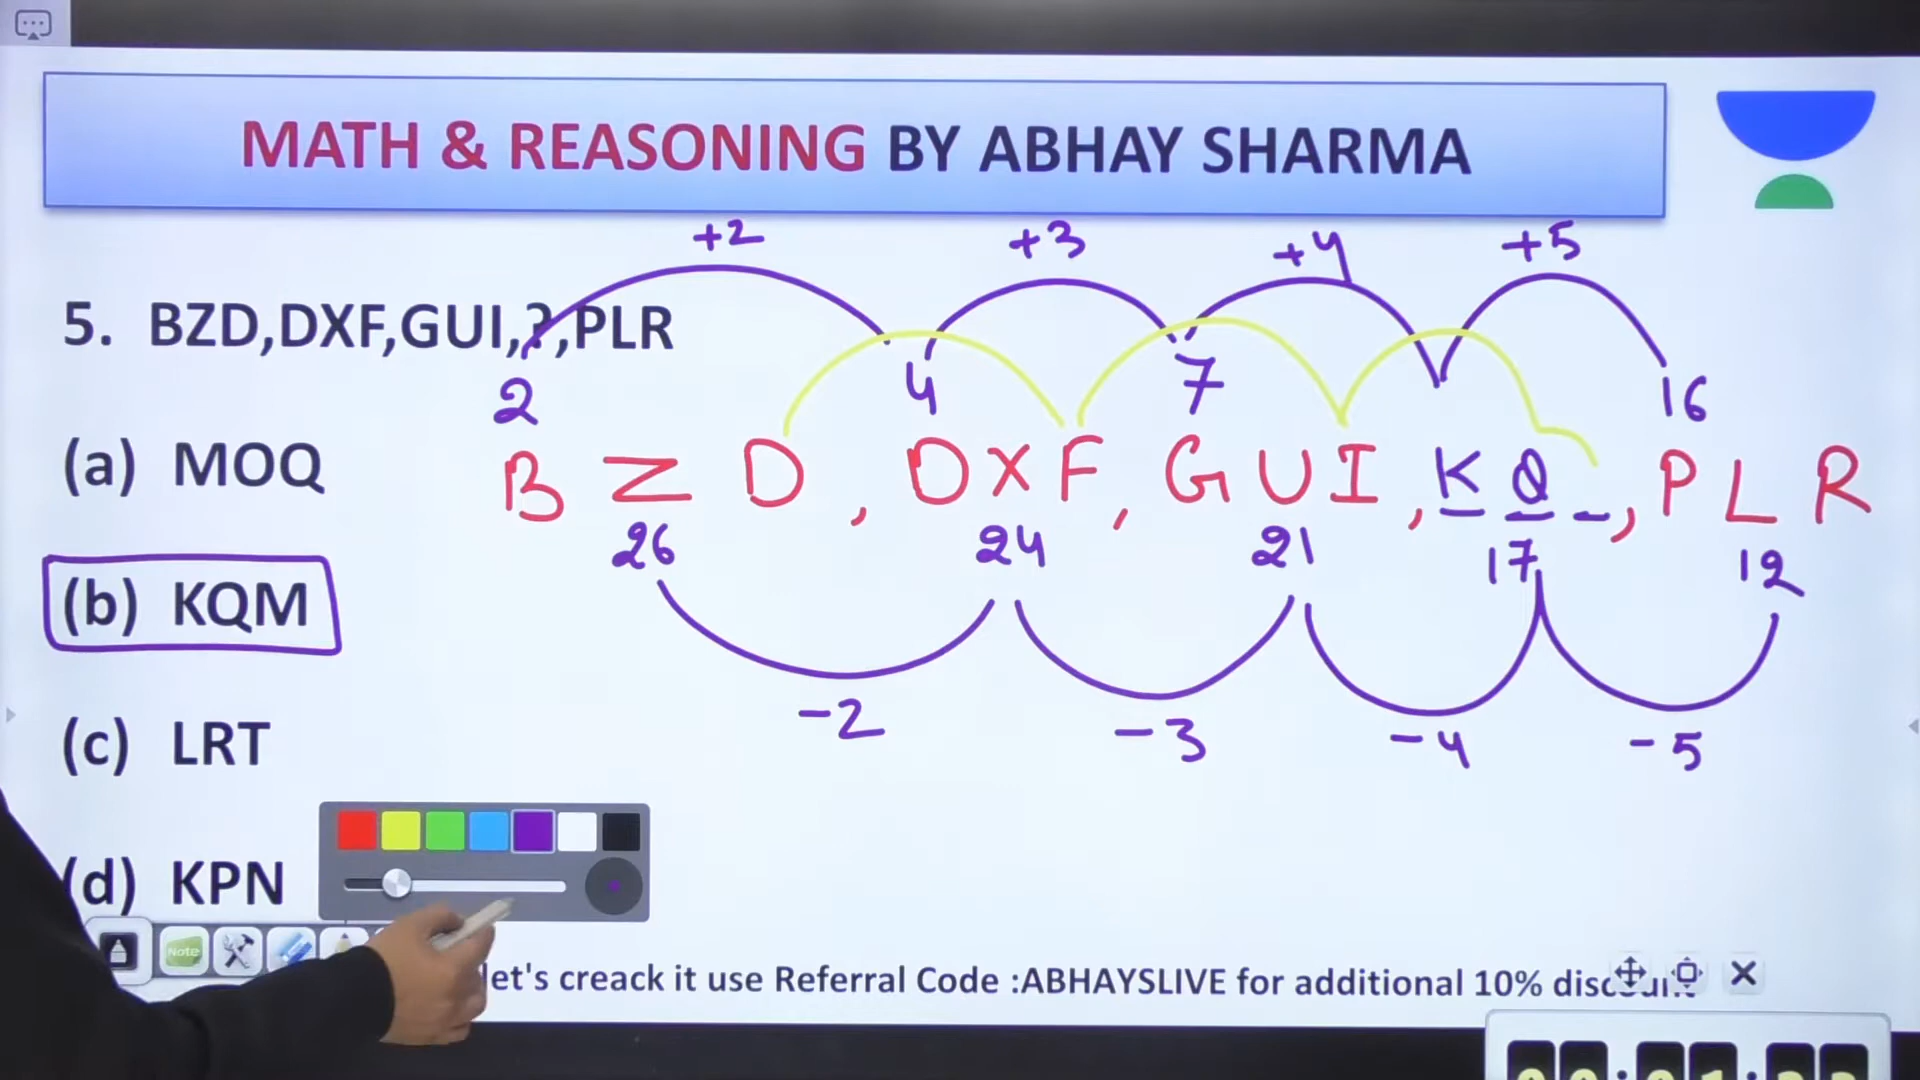 MATH & REASONING BY ABHAY SHARMA
+2 +3 +4 +5
5. BZD,DXF,GUI,?,PLR
2 4 7 16
(a) MOQ
B Z D , D X F , G U I , K Q _ , P L R
26 24 21 17 12
(b) KQM
-2 -3 -4 -5
(c) LRT
(d) KPN
Note
let's creack it use Referral Code :ABHAYSLIVE for additional 10% discount